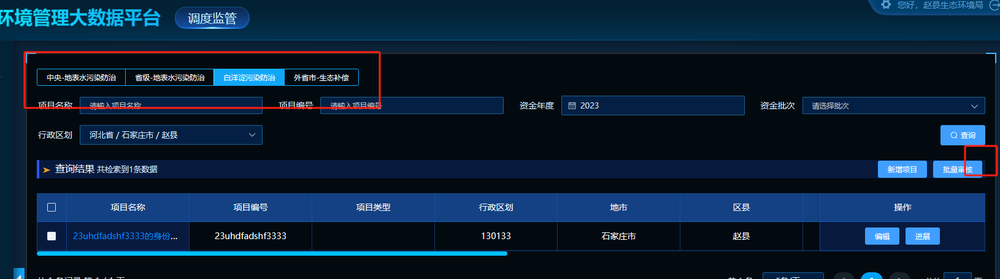 环境管理大数据平台
调度监管
您好，赵县生态环境局
中央-地表水污染防治
省级-地表水污染防治
白洋淀污染防治
外省市-生态补偿
项目名称 请输入项目名称
项目编号 请输入项目编号
资金年度 2023
资金批次 请选择批次
行政区划 河北省 / 石家庄市 / 赵县
查询
查询结果 共检索到1条数据
新增项目
批量审核
项目名称 项目编号 项目类型 行政区划 地市 区县 操作
23uhdfadshf3333的身份... 23uhdfadshf3333 130133 石家庄市 赵县 编辑 进展